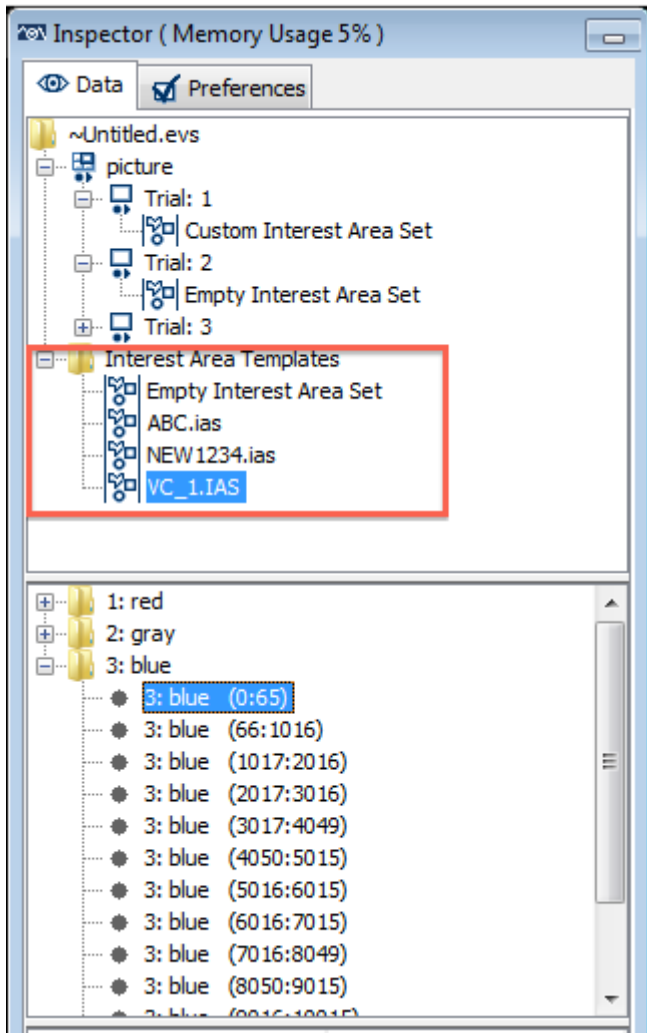 Inspector ( Memory Usage 5% )
Data Preferences
~Untitled.evs
picture
Trial: 1
Custom Interest Area Set
Trial: 2
Empty Interest Area Set
Trial: 3
Interest Area Templates
Empty Interest Area Set
ABC.ias
NEW1234.ias
VC_1.IAS
1: red
2: gray
3: blue
3: blue (0:65)
3: blue (66:1016)
3: blue (1017:2016)
3: blue (2017:3016)
3: blue (3017:4049)
3: blue (4050:5015)
3: blue (5016:6015)
3: blue (6016:7015)
3: blue (7016:8049)
3: blue (8050:9015)